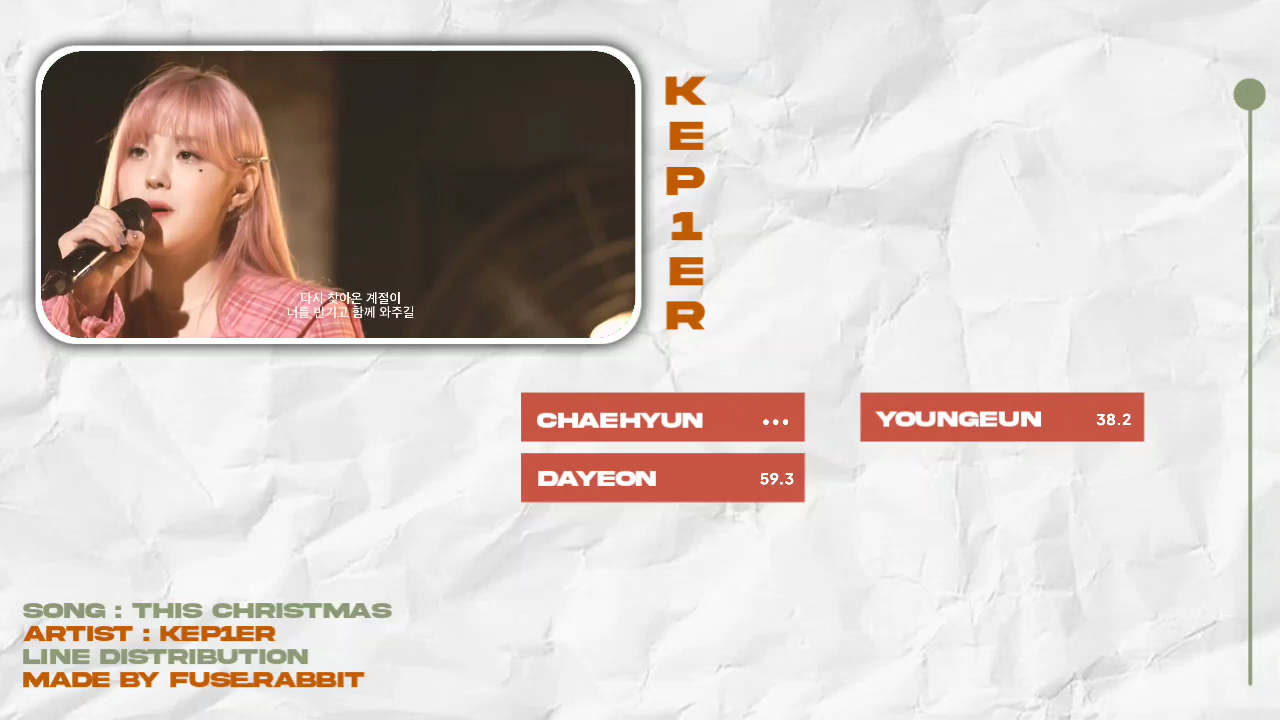 다시 찾아온 계절이
너를 반기고 함께 와주길
KEP1ER
CHAEHYUN ...
YOUNGEUN 38.2
DAYEON 59.3
SONG : THIS CHRISTMAS
ARTIST : KEP1ER
LINE DISTRIBUTION
MADE BY FUSE.RABBIT